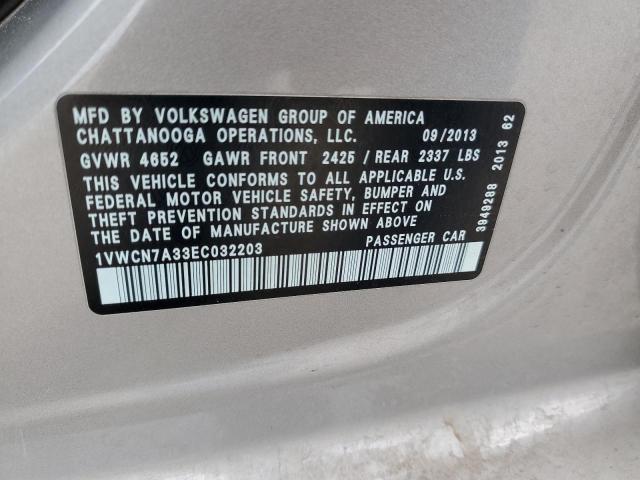 MFD BY VOLKSWAGEN GROUP OF AMERICA
CHATTANOOGA OPERATIONS, LLC. 09/2013
GVWR 4652 GAWR FRONT 2425 / REAR 2337 LBS
THIS VEHICLE CONFORMS TO ALL APPLICABLE U.S.
FEDERAL MOTOR VEHICLE SAFETY, BUMPER AND
THEFT PREVENTION STANDARDS IN EFFECT ON
THE DATE OF MANUFACTURE SHOWN ABOVE
1VWCN7A33EC032203 PASSENGER CAR
3949288 2013 62